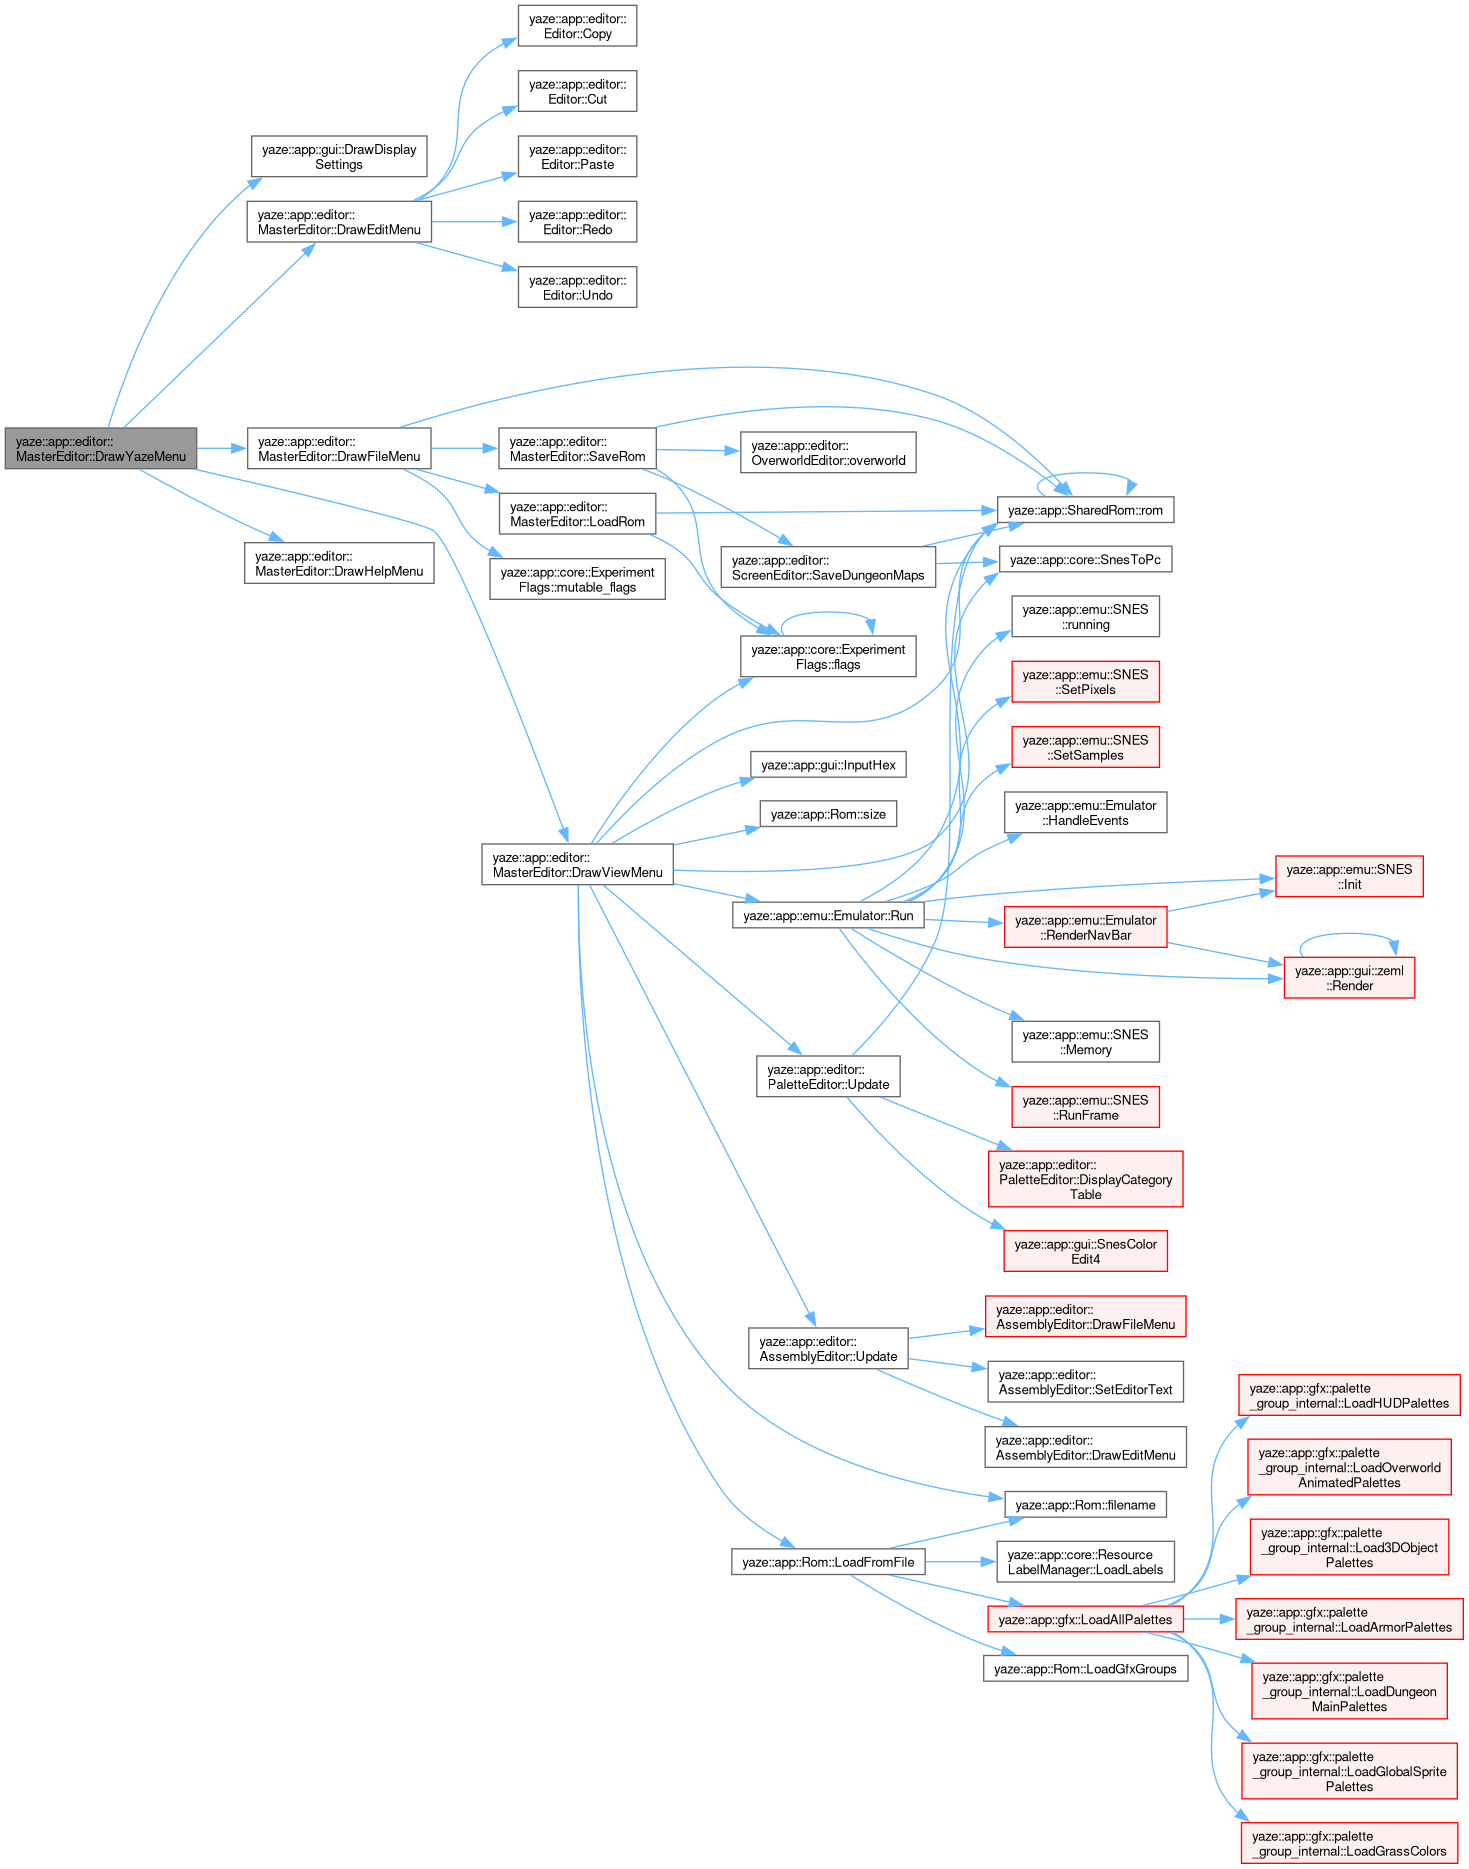 yaze::app::editor::
Editor::Copy
yaze::app::editor::
Editor::Cut
yaze::app::gui::DrawDisplay
Settings
yaze::app::editor::
Editor::Paste
yaze::app::editor::
MasterEditor::DrawEditMenu
yaze::app::editor::
Editor::Redo
yaze::app::editor::
Editor::Undo
yaze::app::editor::
MasterEditor::DrawYazeMenu
yaze::app::editor::
MasterEditor::DrawFileMenu
yaze::app::editor::
MasterEditor::SaveRom
yaze::app::editor::
OverworldEditor::overworld
yaze::app::editor::
MasterEditor::LoadRom
yaze::app::SharedRom::rom
yaze::app::editor::
MasterEditor::DrawHelpMenu
yaze::app::core::Experiment
Flags::mutable_flags
yaze::app::editor::
ScreenEditor::SaveDungeonMaps
yaze::app::core::SnesToPc
yaze::app::core::Experiment
Flags::flags
yaze::app::emu::SNES
::running
yaze::app::emu::SNES
::SetPixels
yaze::app::emu::SNES
::SetSamples
yaze::app::gui::InputHex
yaze::app::Rom::size
yaze::app::emu::Emulator
::HandleEvents
yaze::app::editor::
MasterEditor::DrawViewMenu
yaze::app::emu::SNES
::Init
yaze::app::emu::Emulator::Run
yaze::app::emu::Emulator
::RenderNavBar
yaze::app::gui::zeml
::Render
yaze::app::emu::SNES
::Memory
yaze::app::editor::
PaletteEditor::Update
yaze::app::emu::SNES
::RunFrame
yaze::app::editor::
PaletteEditor::DisplayCategory
Table
yaze::app::gui::SnesColor
Edit4
yaze::app::editor::
AssemblyEditor::DrawFileMenu
yaze::app::editor::
AssemblyEditor::Update
yaze::app::editor::
AssemblyEditor::SetEditorText
yaze::app::editor::
AssemblyEditor::DrawEditMenu
yaze::app::gfx::palette
_group_internal::LoadHUDPalettes
yaze::app::gfx::palette
_group_internal::LoadOverworld
AnimatedPalettes
yaze::app::Rom::filename
yaze::app::gfx::palette
_group_internal::Load3DObject
Palettes
yaze::app::Rom::LoadFromFile
yaze::app::core::Resource
LabelManager::LoadLabels
yaze::app::gfx::LoadAllPalettes
yaze::app::gfx::palette
_group_internal::LoadArmorPalettes
yaze::app::Rom::LoadGfxGroups
yaze::app::gfx::palette
_group_internal::LoadDungeon
MainPalettes
yaze::app::gfx::palette
_group_internal::LoadGlobalSprite
Palettes
yaze::app::gfx::palette
_group_internal::LoadGrassColors